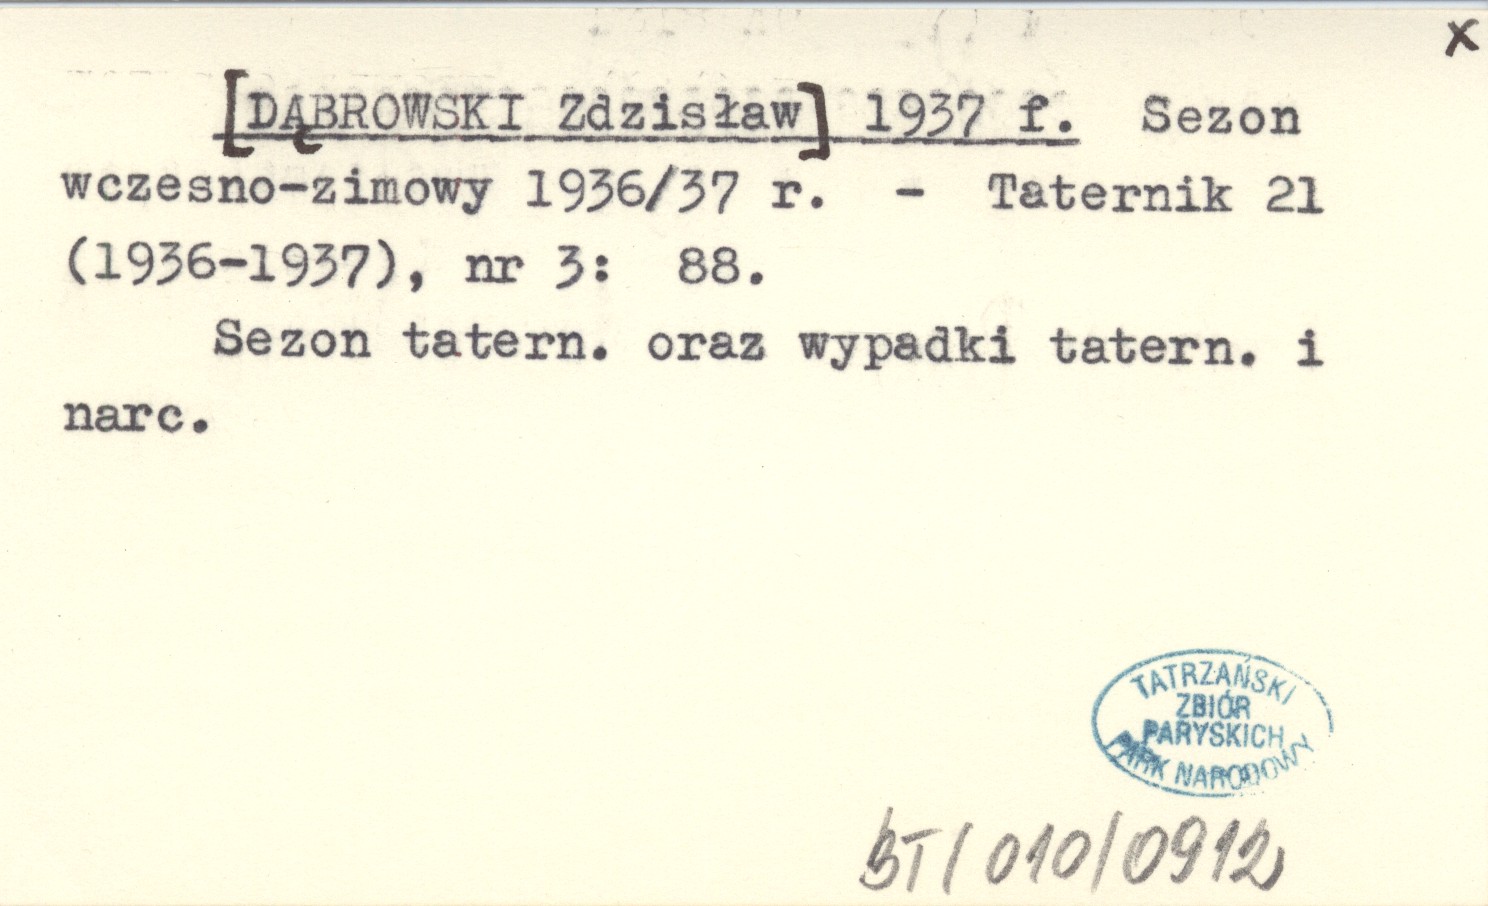 x
[DĄBROWSKI Zdzisław] 1937 f. Sezon
wczesno-zimowy 1936/37 r. - Taternik 21
(1936-1937), nr 3: 88.
Sezon tatern. oraz wypadki tatern. i
narc.
TATRZAŃSKI
ZBIÓR
PARYSKICH
PARK NARODOWY
BT/010/0912